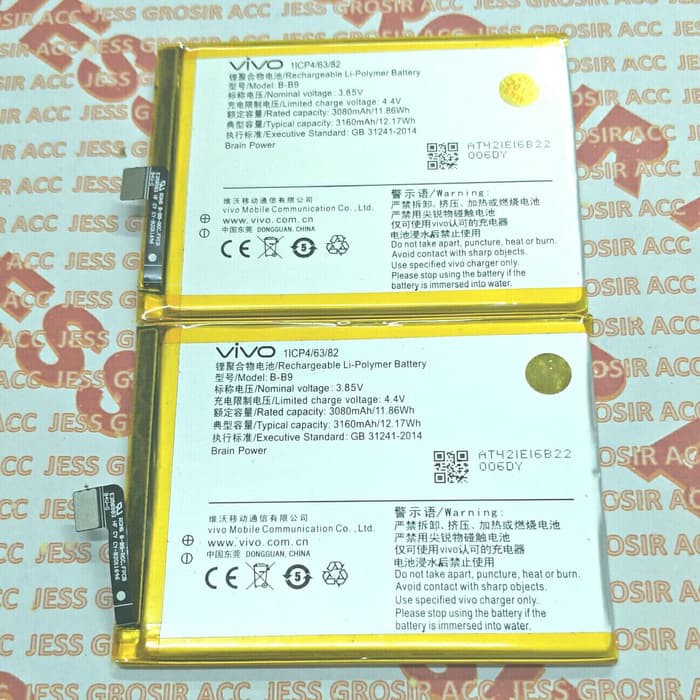 vivo 1ICP4/63/82
锂聚合物电池/Rechargeable Li-Polymer Battery
型号/Model: B-B9
标称电压/Nominal voltage: 3.85V
充电限制电压/Limited charge voltage: 4.4V
额定容量/Rated capacity: 3080mAh/11.86Wh
典型容量/Typical capacity: 3160mAh/12.17Wh
执行标准/Executive Standard: GB 31241-2014
Brain Power
AT421E16B22
006DY
维沃移动通信有限公司
vivo Mobile Communication Co., Ltd.
www.vivo.com.cn
中国东莞 DONGGUAN, CHINA
CE
5
警示语/Warning:
严禁拆卸、挤压、加热或燃烧电池
严禁用尖锐物碰触电池
仅可使用vivo认可的充电器
电池浸水后禁止使用
Do not take apart, puncture, heat or burn.
Use specified vivo charger only.
Please stop using the battery if the
battery is immersed into water.
vivo 1ICP4/63/82
锂聚合物电池/Rechargeable Li-Polymer Battery
型号/Model: B-B9
标称电压/Nominal voltage: 3.85V
充电限制电压/Limited charge voltage: 4.4V
额定容量/Rated capacity: 3080mAh/11.86Wh
典型容量/Typical capacity: 3160mAh/12.17Wh
执行标准/Executive Standard: GB 31241-2014
Brain Power
AT421E16B22
006DY
维沃移动通信有限公司
vivo Mobile Communication Co., Ltd.
www.vivo.com.cn
中国东莞 DONGGUAN, CHINA
CE
5
警示语/Warning:
严禁拆卸、挤压、加热或燃烧电池
严禁用尖锐物碰触电池
仅可使用vivo认可的充电器
电池浸水后禁止使用
Do not take apart, puncture, heat or burn.
Use specified vivo charger only.
Please stop using the battery if the
battery is immersed into water.
JESS GROSIR ACC JESS GROSIR ACC JESS GROSIR ACC